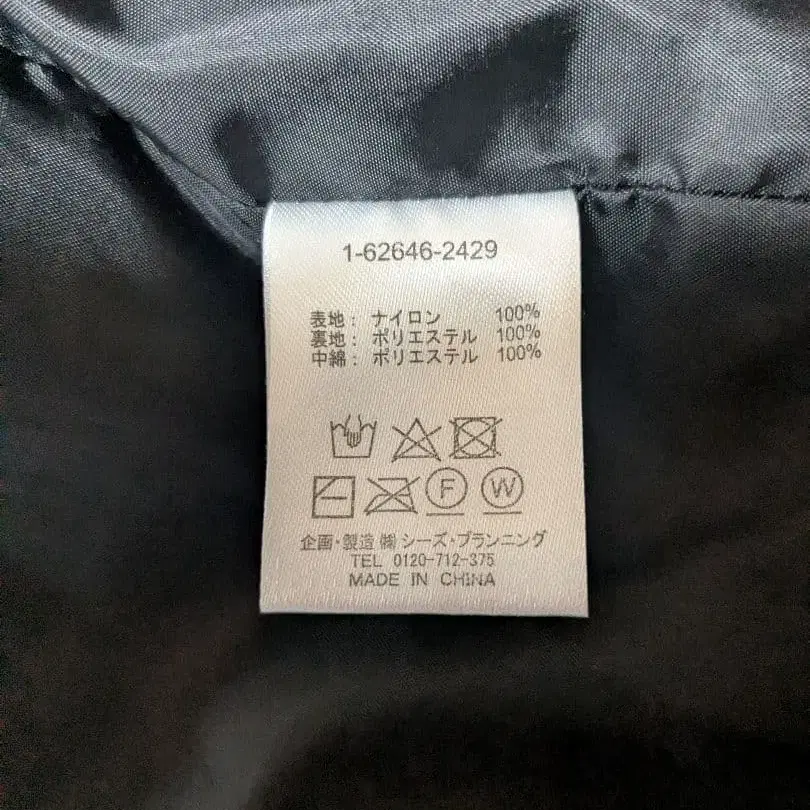 1-62646-2429
表地： ナイロン 100%
裏地： ポリエステル 100%
中綿： ポリエステル 100%
F W
企画・製造 ㈱ シーズ・プランニング
TEL 0120-712-375
MADE IN CHINA